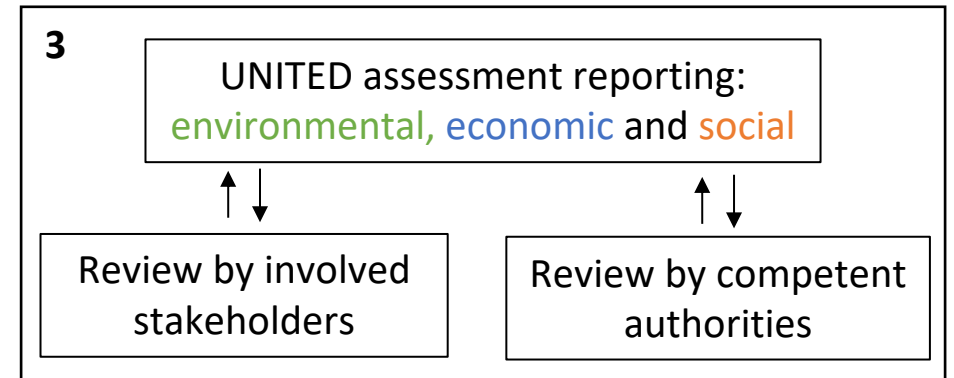 3
UNITED assessment reporting:
environmental, economic and social
Review by involved
stakeholders
Review by competent
authorities